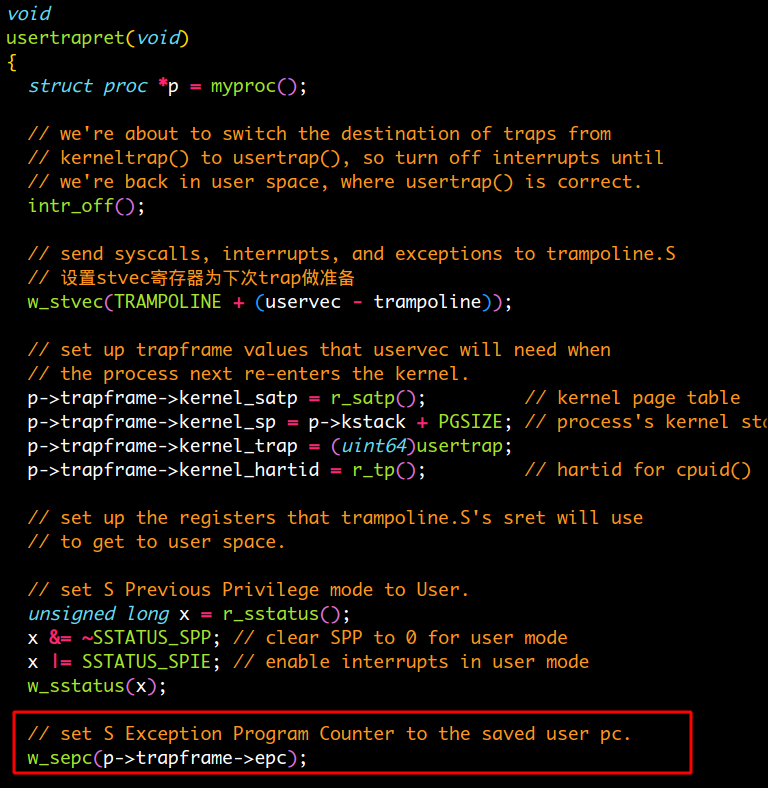 void
usertrapret(void)
{
  struct proc *p = myproc();

  // we're about to switch the destination of traps from
  // kerneltrap() to usertrap(), so turn off interrupts until
  // we're back in user space, where usertrap() is correct.
  intr_off();

  // send syscalls, interrupts, and exceptions to trampoline.S
  // 设置stvec寄存器为下次trap做准备
  w_stvec(TRAMPOLINE + (uservec - trampoline));

  // set up trapframe values that uservec will need when
  // the process next re-enters the kernel.
  p->trapframe->kernel_satp = r_satp();         // kernel page table
  p->trapframe->kernel_sp = p->kstack + PGSIZE; // process's kernel
  p->trapframe->kernel_trap = (uint64)usertrap;
  p->trapframe->kernel_hartid = r_tp();         // hartid for cpuid()

  // set up the registers that trampoline.S's sret will use
  // to get to user space.

  // set S Previous Privilege mode to User.
  unsigned long x = r_sstatus();
  x &= ~SSTATUS_SPP; // clear SPP to 0 for user mode
  x |= SSTATUS_SPIE; // enable interrupts in user mode
  w_sstatus(x);

  // set S Exception Program Counter to the saved user pc.
  w_sepc(p->trapframe->epc);